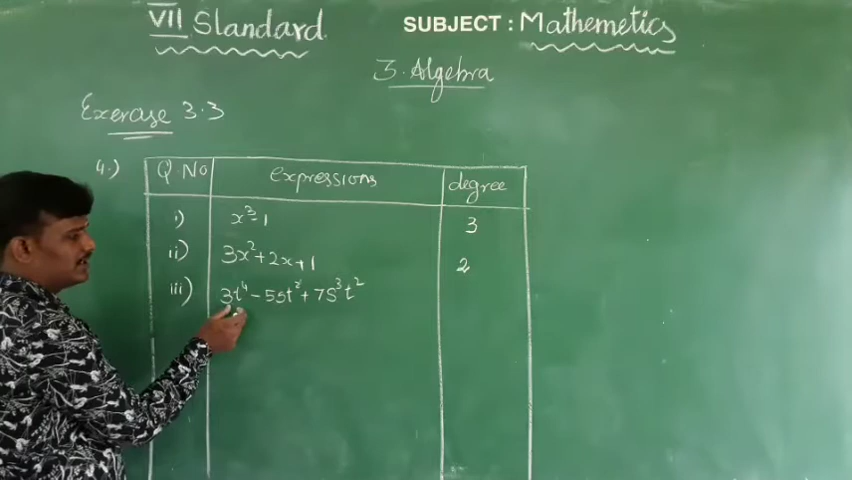 VII Standard SUBJECT : Mathemetics
3. Algebra
Exercise 3.3
4.) Q.No expressions degree
i) x³-1 3
ii) 3x²+2x+1 2
iii) 3t⁴-5st²+7s³t²